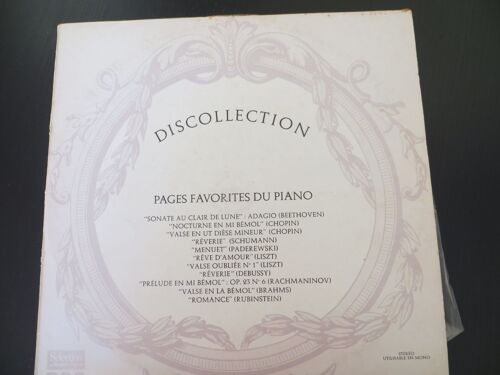 DISCOLLECTION
PAGES FAVORITES DU PIANO
"SONATE AU CLAIR DE LUNE" : ADAGIO (BEETHOVEN)
"NOCTURNE EN MI BÉMOL" (CHOPIN)
"VALSE EN UT DIÈSE MINEUR" (CHOPIN)
"RÊVERIE" (SCHUMANN)
"MENUET" (PADEREWSKI)
"RÊVE D'AMOUR" (LISZT)
"VALSE OUBLIÉE N° 1" (LISZT)
"RÊVERIE" (DEBUSSY)
"PRÉLUDE EN MI BÉMOL" : OP. 23 N° 6 (RACHMANINOV)
"VALSE EN LA BÉMOL" (BRAHMS)
"ROMANCE" (RUBINSTEIN)
Sélection
STÉRÉO
UTILISABLE EN MONO